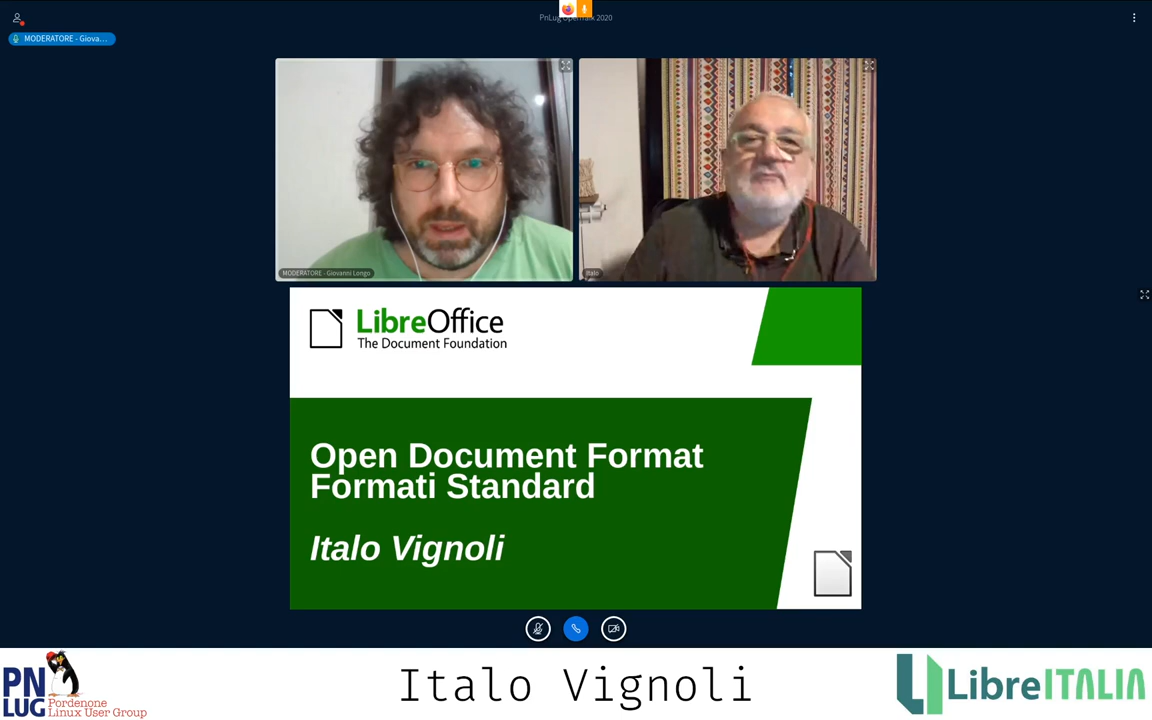 PnLug OpenTalk 2020
MODERATORE - Giova...
MODERATORE - Giovanni Longo
Italo
LibreOffice
The Document Foundation
Open Document Format
Formati Standard
Italo Vignoli
PN
LUG
Pordenone
Linux User Group
Italo Vignoli
LibreITALIA